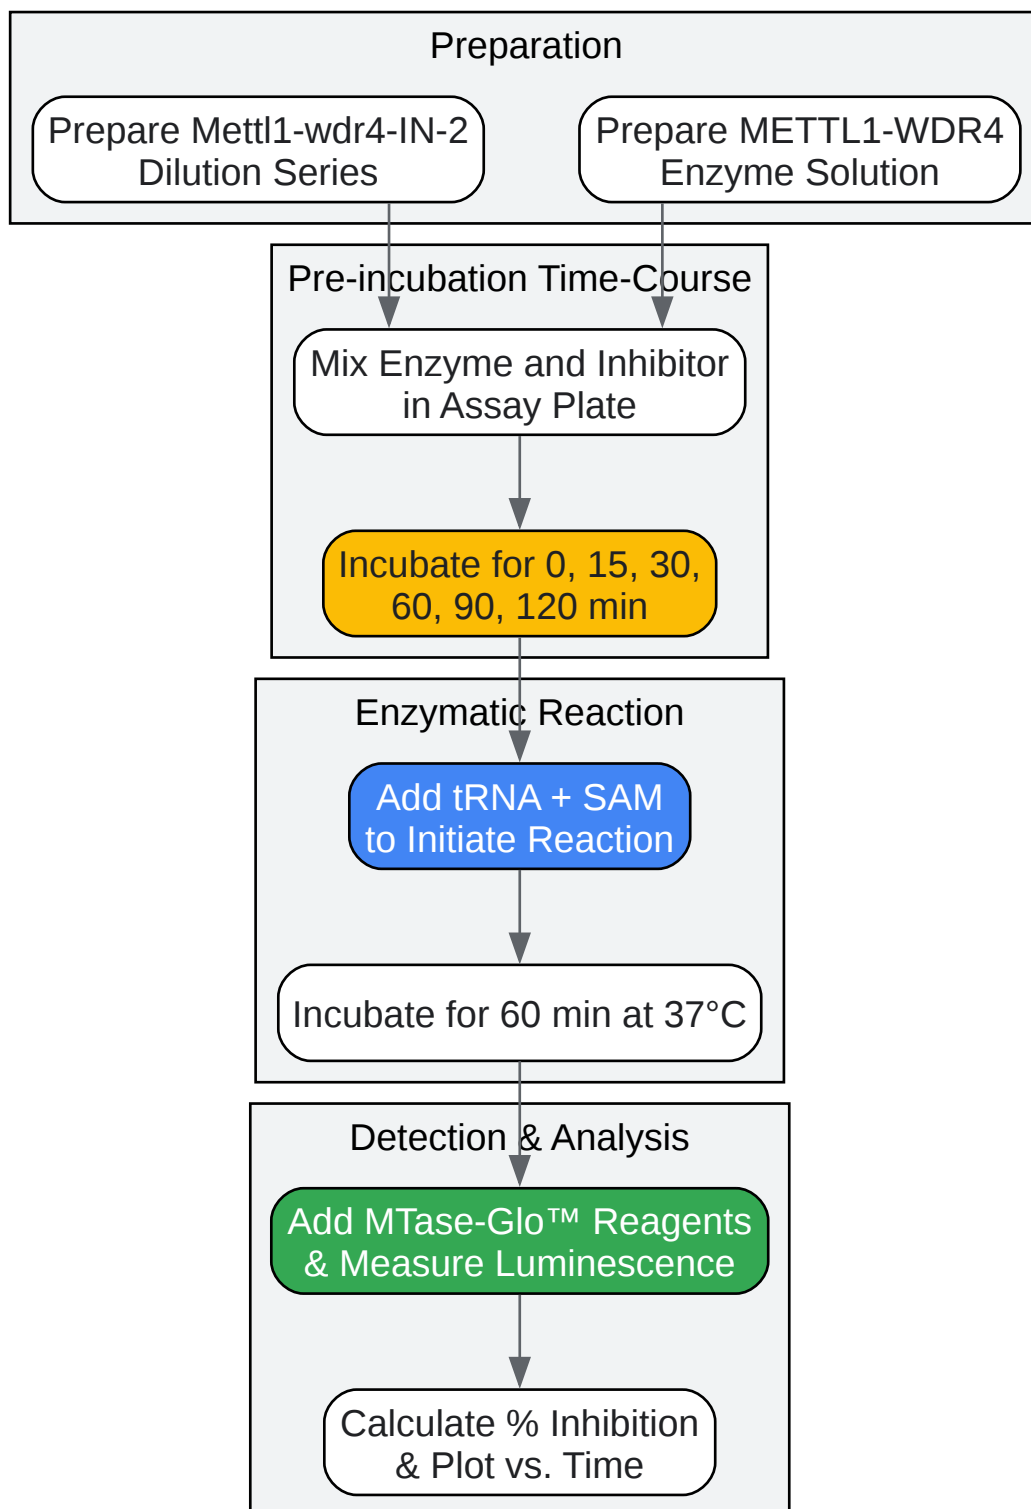 Preparation
Prepare Mettl1-wdr4-IN-2
Dilution Series
Prepare METTL1-WDR4
Enzyme Solution
Pre-incubation Time-Course
Mix Enzyme and Inhibitor
in Assay Plate
Incubate for 0, 15, 30,
60, 90, 120 min
Enzymatic Reaction
Add tRNA + SAM
to Initiate Reaction
Incubate for 60 min at 37°C
Detection & Analysis
Add MTase-Glo™ Reagents
& Measure Luminescence
Calculate % Inhibition
& Plot vs. Time